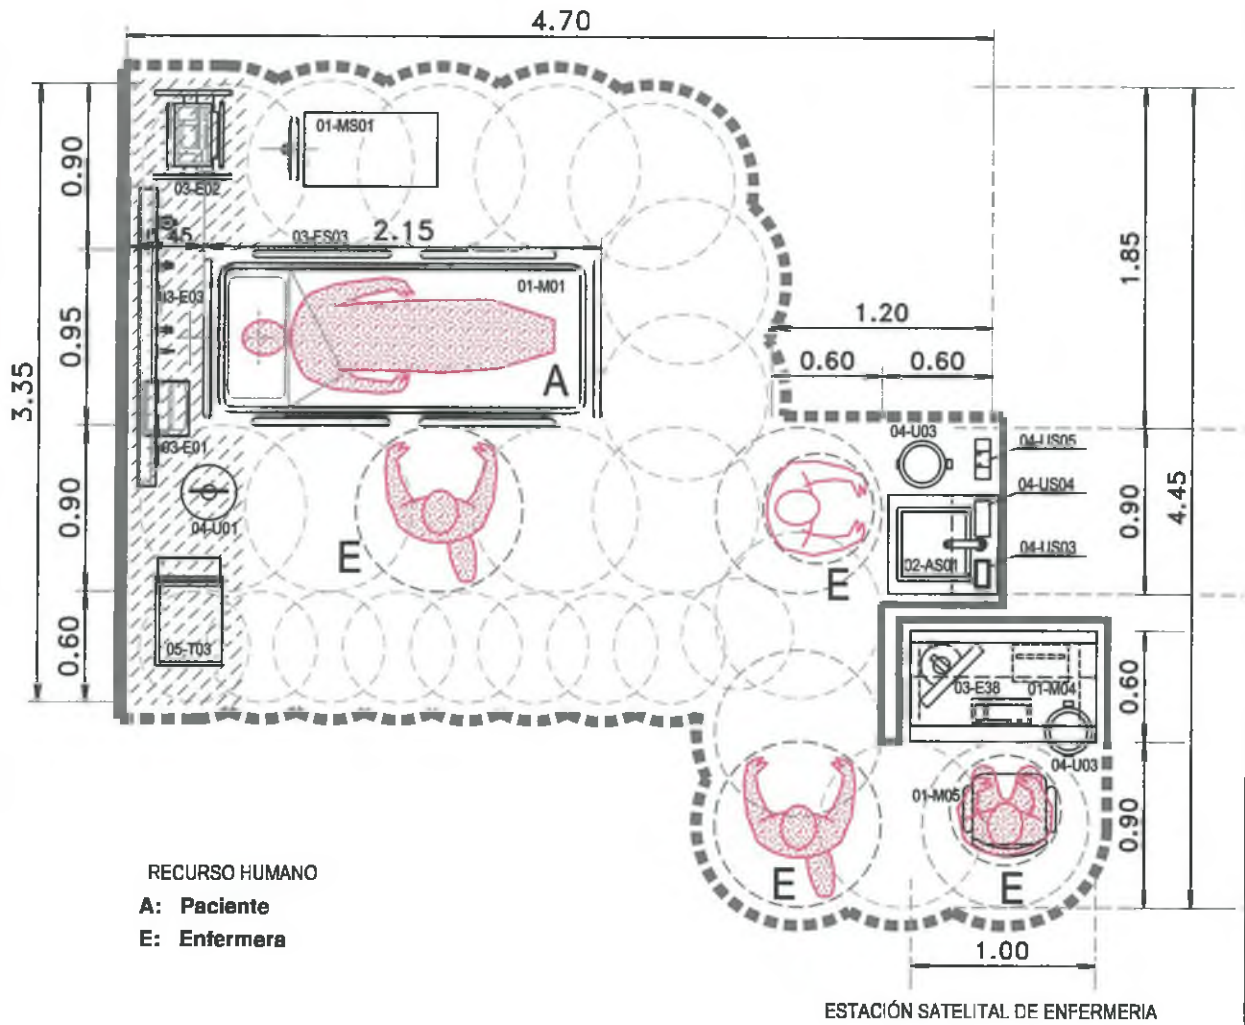 4.70
01-MS01
03-E02
0.90
.45
03-ES03
2.15
1.85
01-M01
03-E03
0.95
3.35
1.20
0.60
0.60
A
03-E01
04-U03
04-US05
04-US04
4.45
0.90
0.90
04-U01
E
02-AS01
04-US03
E
0.60
05-T03
03-E38
01-M04
0.60
04-U03
01-M05
0.90
E
E
RECURSO HUMANO
A: Paciente
E: Enfermera
1.00
ESTACIÓN SATELITAL DE ENFERMERIA